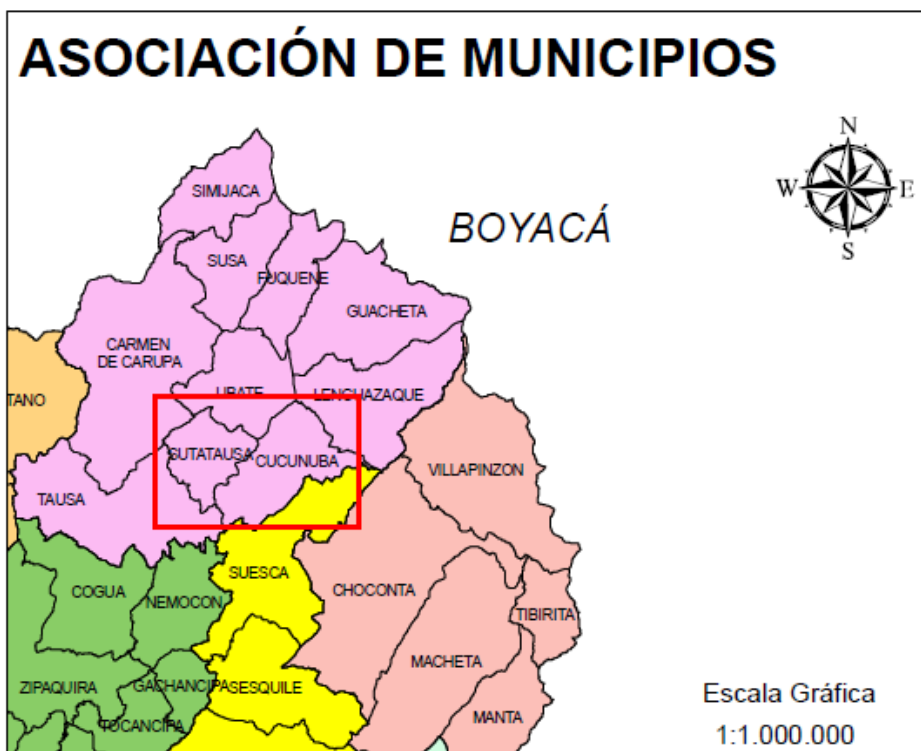 ASOCIACIÓN DE MUNICIPIOS
N
W
E
S
BOYACÁ
SIMIJACA
SUSA
FUQUENE
GUACHETA
CARMEN
DE CARUPA
TANO
UBATE
LENGHAZAQUE
SUTATAUSA
CUCUNUBA
VILLAPINZON
TAUSA
SUESCA
COGUA
NEMOCON
CHOCONTA
TIBIRITA
MACHETA
ZIPAQUIRA
GACHANCIPA
SESQUILE
TOCANCIPA
MANTA
Escala Gráfica
1:1.000.000